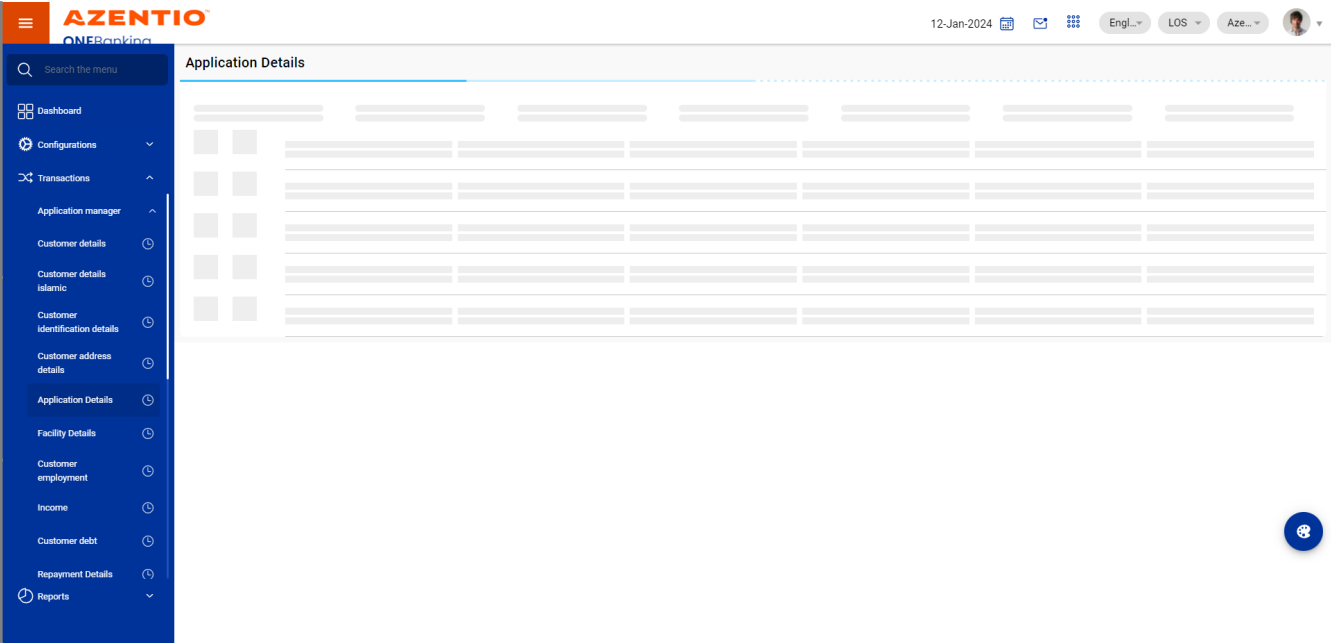 AZENTIO
ONEBanking
12-Jan-2024
Engl...
LOS
Aze...
Search the menu
Application Details
Dashboard
Configurations
Transactions
Application manager
Customer details
Customer details
islamic
Customer
identification details
Customer address
details
Application Details
Facility Details
Customer
employment
Income
Customer debt
Repayment Details
Reports